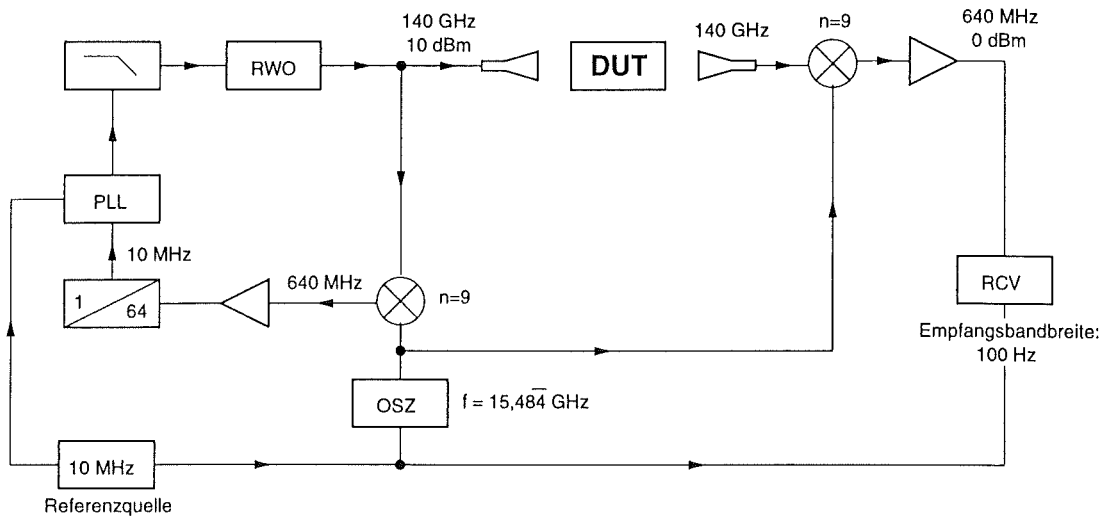 140 GHz
10 dBm
RWO
DUT
140 GHz
n=9
640 MHz
0 dBm
PLL
10 MHz
1
64
640 MHz
n=9
RCV
Empfangsbandbreite:
100 Hz
OSZ
f = 15,484̅ GHz
10 MHz
Referenzquelle